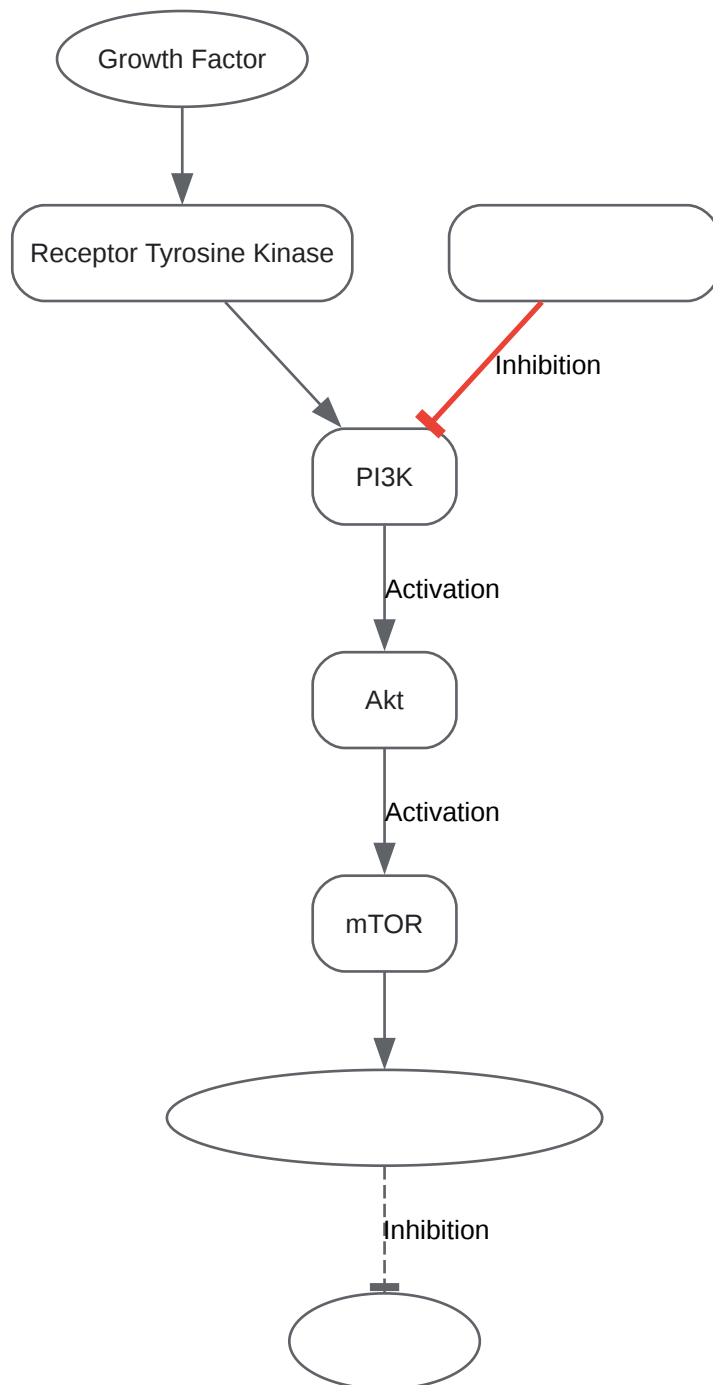 Growth Factor
Receptor Tyrosine Kinase
Inhibition
PI3K
Activation
Akt
Activation
mTOR
Inhibition